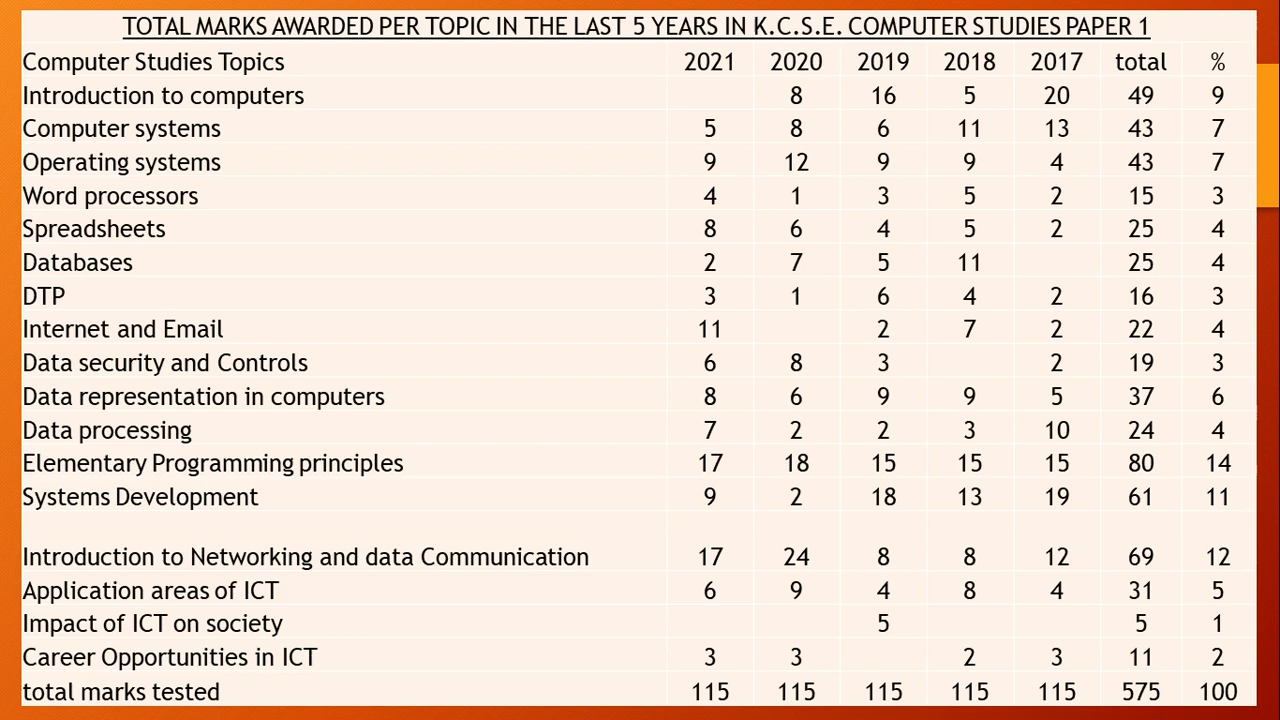 TOTAL MARKS AWARDED PER TOPIC IN THE LAST 5 YEARS IN K.C.S.E. COMPUTER STUDIES PAPER 1
Computer Studies Topics 2021 2020 2019 2018 2017 total %
Introduction to computers 8 16 5 20 49 9
Computer systems 5 8 6 11 13 43 7
Operating systems 9 12 9 9 4 43 7
Word processors 4 1 3 5 2 15 3
Spreadsheets 8 6 4 5 2 25 4
Databases 2 7 5 11 25 4
DTP 3 1 6 4 2 16 3
Internet and Email 11 2 7 2 22 4
Data security and Controls 6 8 3 2 19 3
Data representation in computers 8 6 9 9 5 37 6
Data processing 7 2 2 3 10 24 4
Elementary Programming principles 17 18 15 15 15 80 14
Systems Development 9 2 18 13 19 61 11
Introduction to Networking and data Communication 17 24 8 8 12 69 12
Application areas of ICT 6 9 4 8 4 31 5
Impact of ICT on society 5 5 1
Career Opportunities in ICT 3 3 2 3 11 2
total marks tested 115 115 115 115 115 575 100